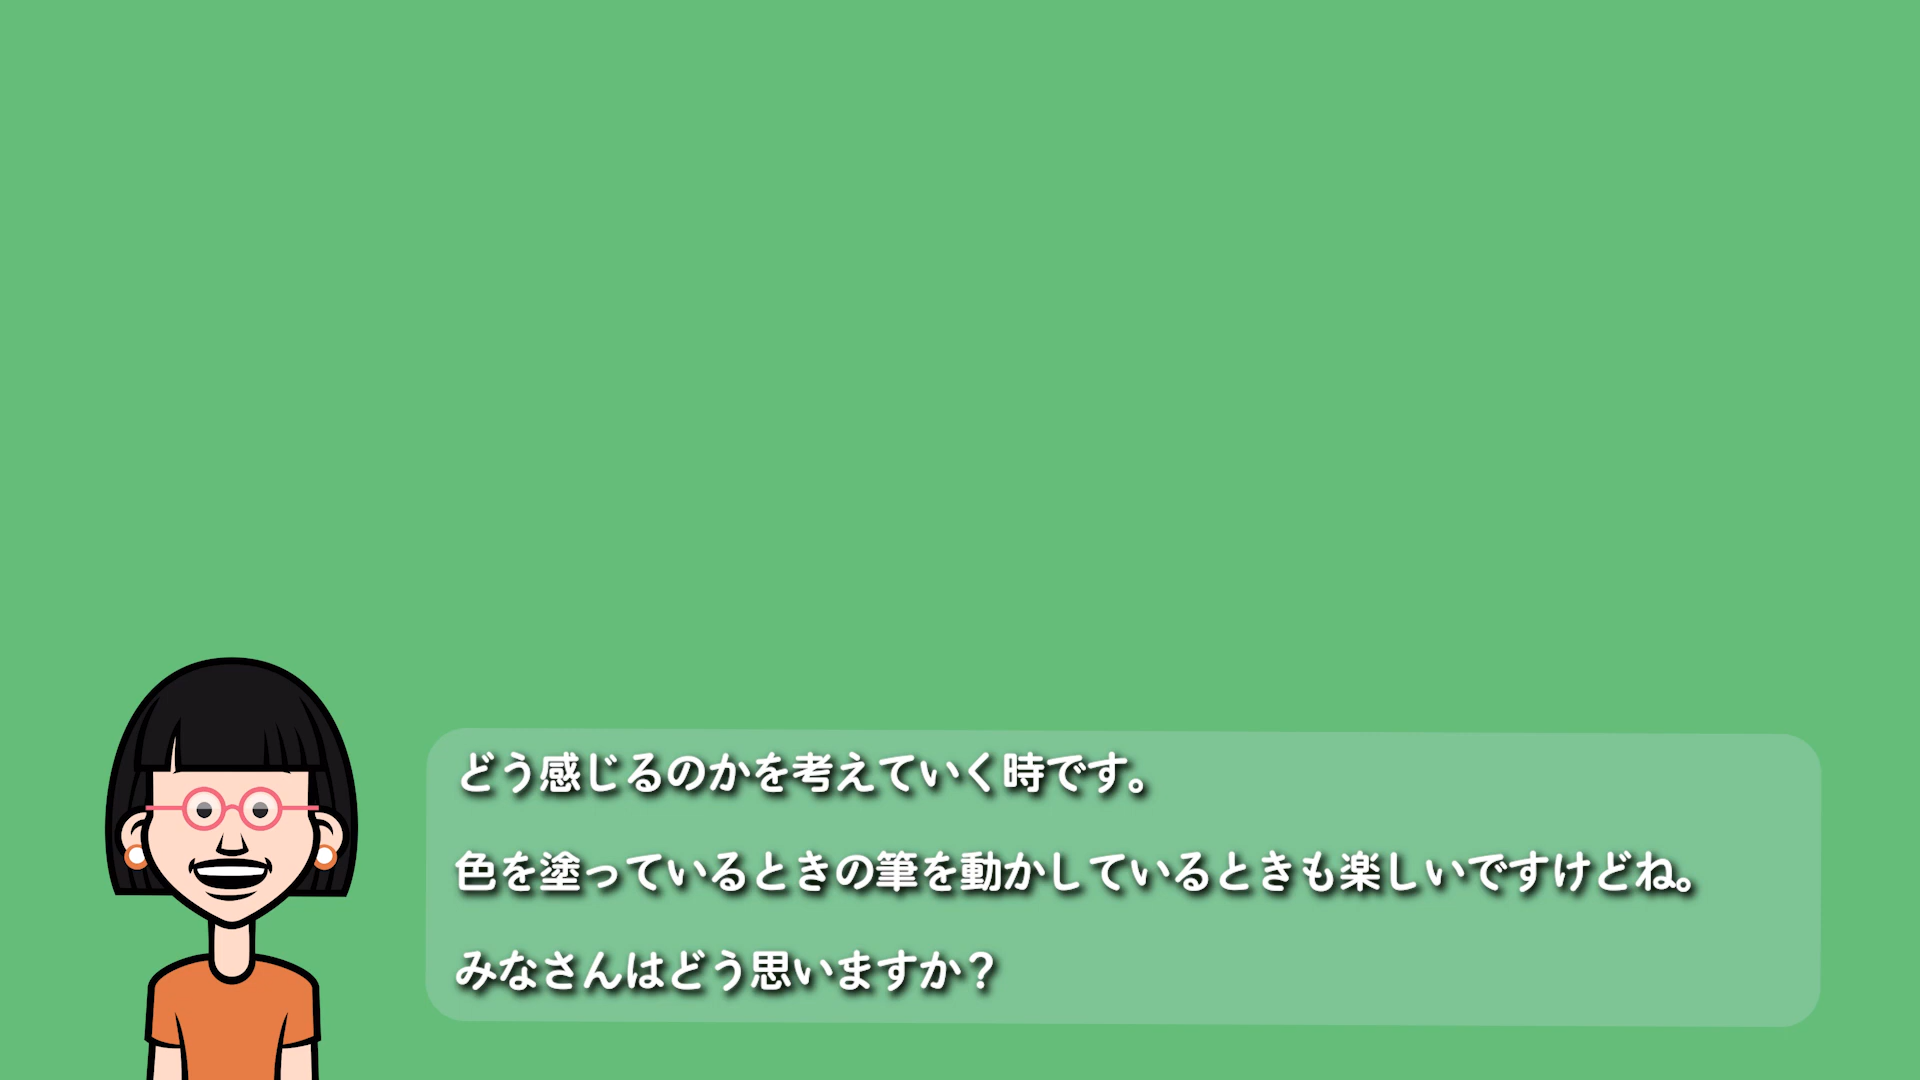 どう感じるのかを考えていく時です。
色を塗っているときの筆を動かしているときも楽しいですけどね。
みなさんはどう思いますか？